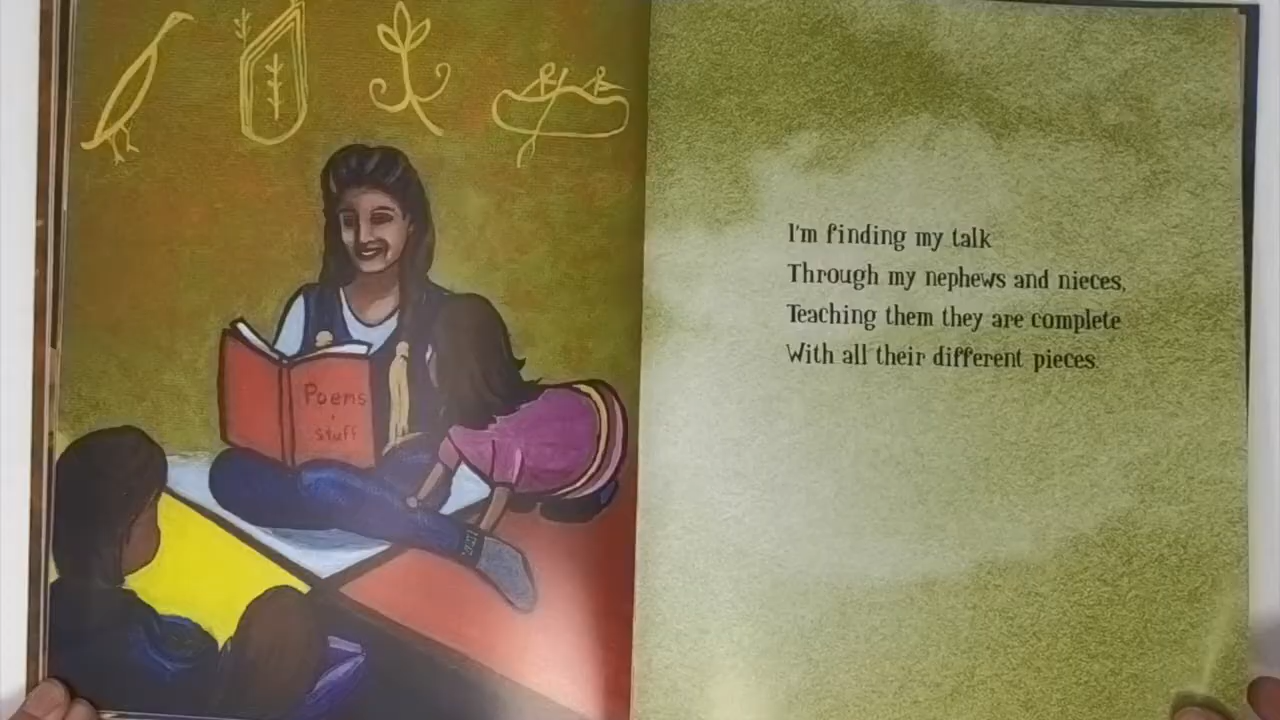 Poems
+
stuff
I'm finding my talk
Through my nephews and nieces,
Teaching them they are complete
With all their different pieces.